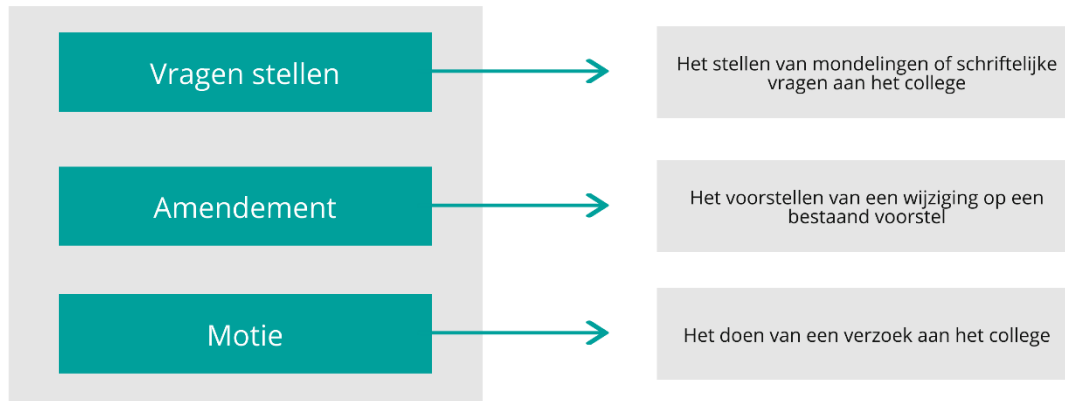 Vragen stellen
Het stellen van mondelingen of schriftelijke
vragen aan het college
Amendement
Het voorstellen van een wijziging op een
bestaand voorstel
Motie
Het doen van een verzoek aan het college